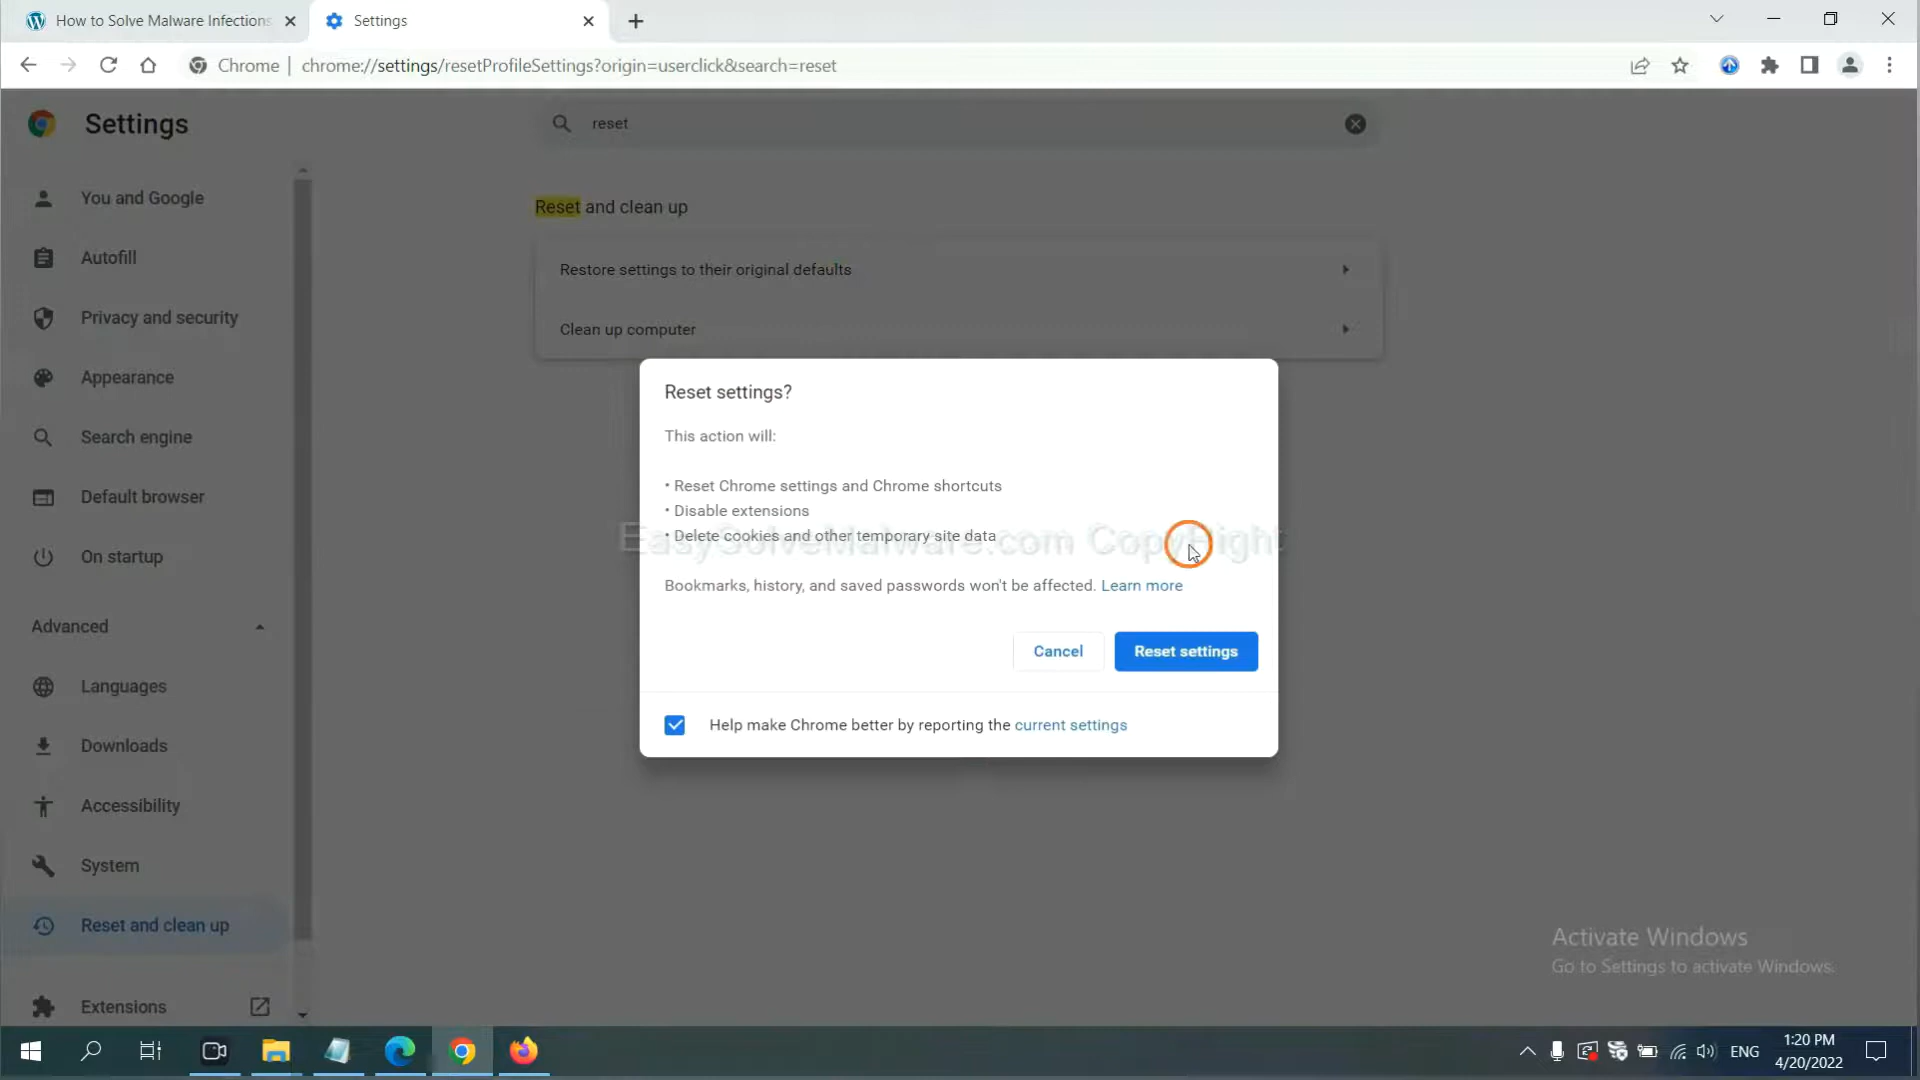 How to Solve Malware Infections
Settings
Chrome | chrome://settings/resetProfileSettings?origin=userclick&search=reset
Settings
reset
You and Google
Autofill
Privacy and security
Appearance
Search engine
Default browser
On startup
Advanced
Languages
Downloads
Accessibility
System
Reset and clean up
Extensions
Reset and clean up
Restore settings to their original defaults
Clean up computer
Reset settings?
This action will:
• Reset Chrome settings and Chrome shortcuts
• Disable extensions
• Delete cookies and other temporary site data
EasySolveMalware.com CopyRight
Bookmarks, history, and saved passwords won't be affected. Learn more
Cancel
Reset settings
Help make Chrome better by reporting the current settings
Activate Windows
Go to Settings to activate Windows.
ENG
1:20 PM
4/20/2022